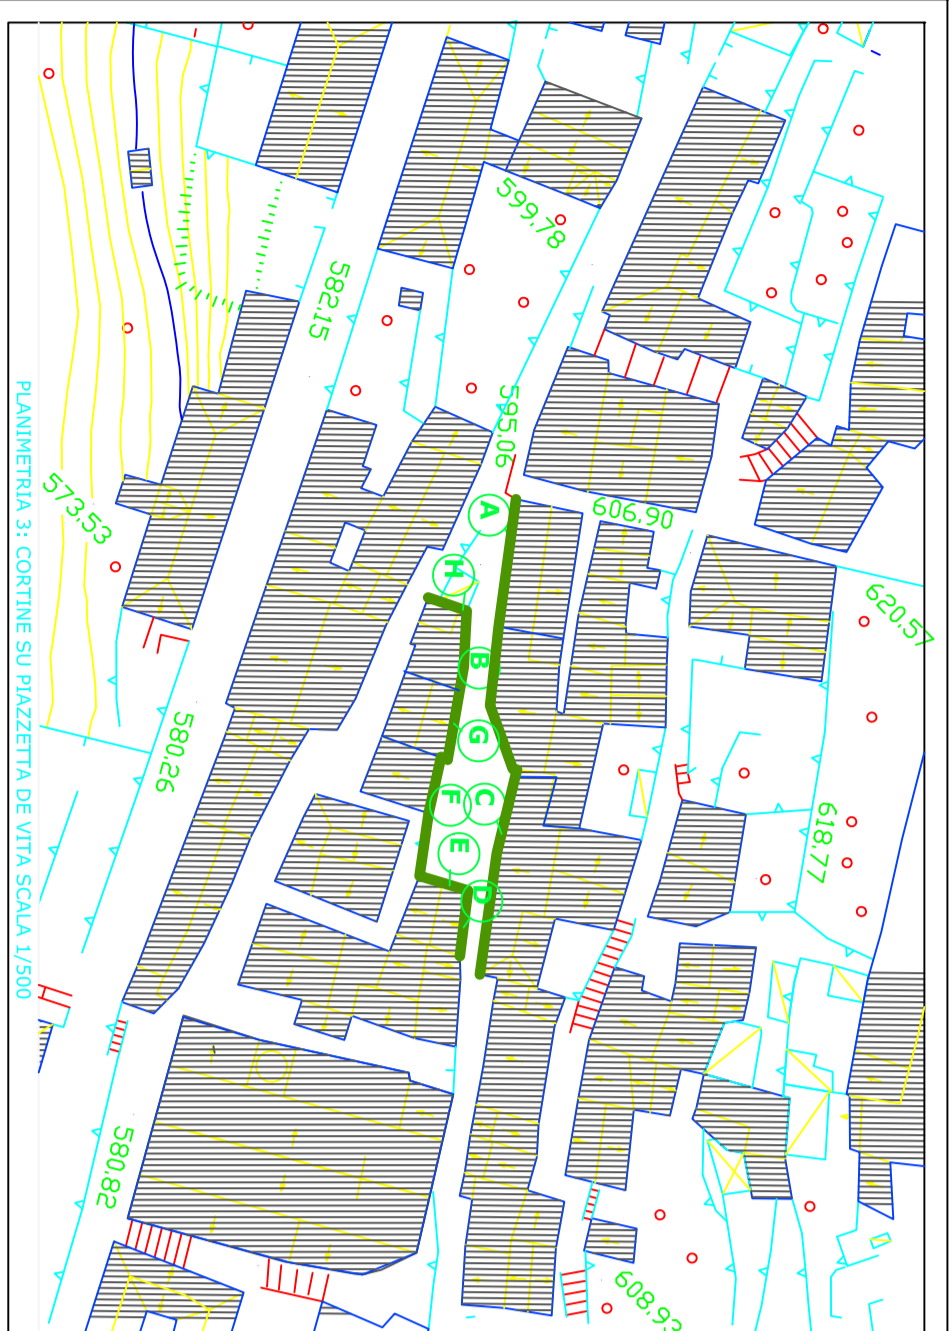 599.78
582.15
595.06
606.90
573.53
620.57
A
H
B
G
580.26
F
C
E
618.77
D
580.82
608.93
PLANIMETRIA 3: CORTINE SU PIAZZETTA DE VITA SCALA 1/500